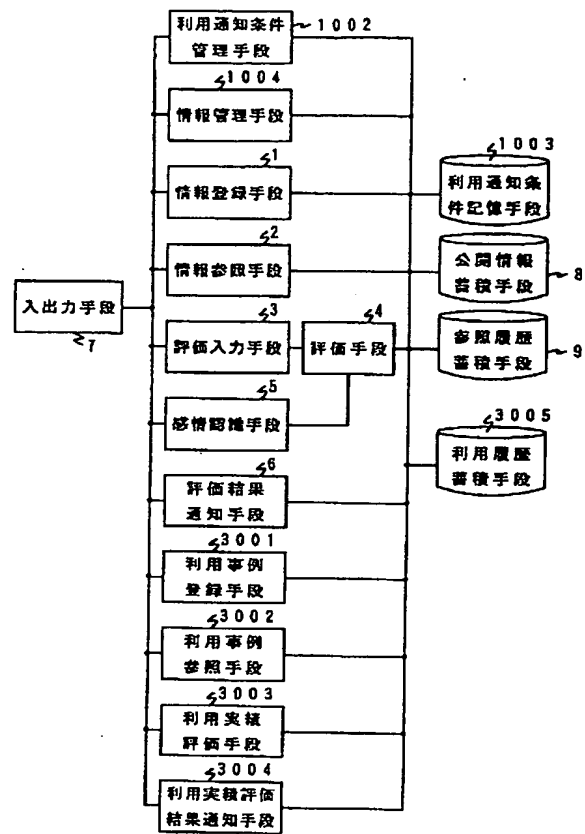 利用通知条件
管理手段
1002
1004
情報管理手段
1
情報登録手段
1003
利用通知条
件記憶手段
2
情報参照手段
公開情報
蓄積手段
8
入出力手段
7
3
評価入力手段
4
評価手段
参照履歴
蓄積手段
9
5
感情認識手段
3005
利用履歴
蓄積手段
6
評価結果
通知手段
3001
利用事例
登録手段
3002
利用事例
参照手段
3003
利用実績
評価手段
3004
利用実績評価
結果通知手段